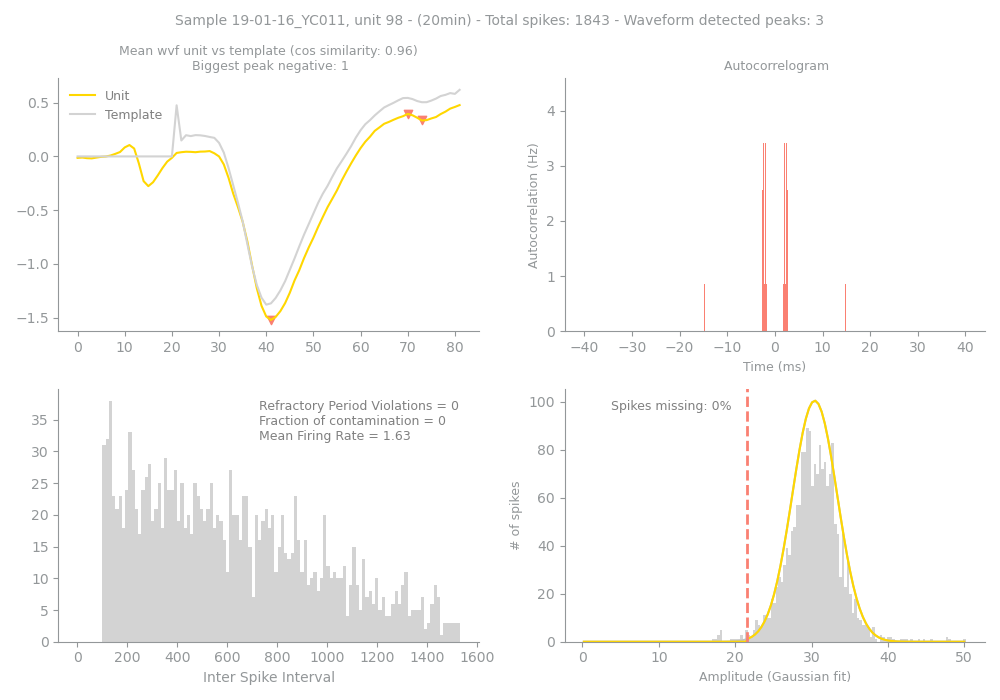 Sample 19-01-16_YC011, unit 98 - (20min) - Total spikes: 1843 - Waveform detected peaks: 3
Mean wvf unit vs template (cos similarity: 0.96)
Biggest peak negative: 1
Unit
Template
0.5
0.0
−0.5
−1.0
−1.5
0 10 20 30 40 50 60 70 80
Autocorrelogram
Autocorrelation (Hz)
4
3
2
1
0
−40 −30 −20 −10 0 10 20 30 40
Time (ms)
Refractory Period Violations = 0
Fraction of contamination = 0
Mean Firing Rate = 1.63
35
30
25
20
15
10
5
0
0 200 400 600 800 1000 1200 1400 1600
Inter Spike Interval
Spikes missing: 0%
# of spikes
100
80
60
40
20
0
0 10 20 30 40 50
Amplitude (Gaussian fit)